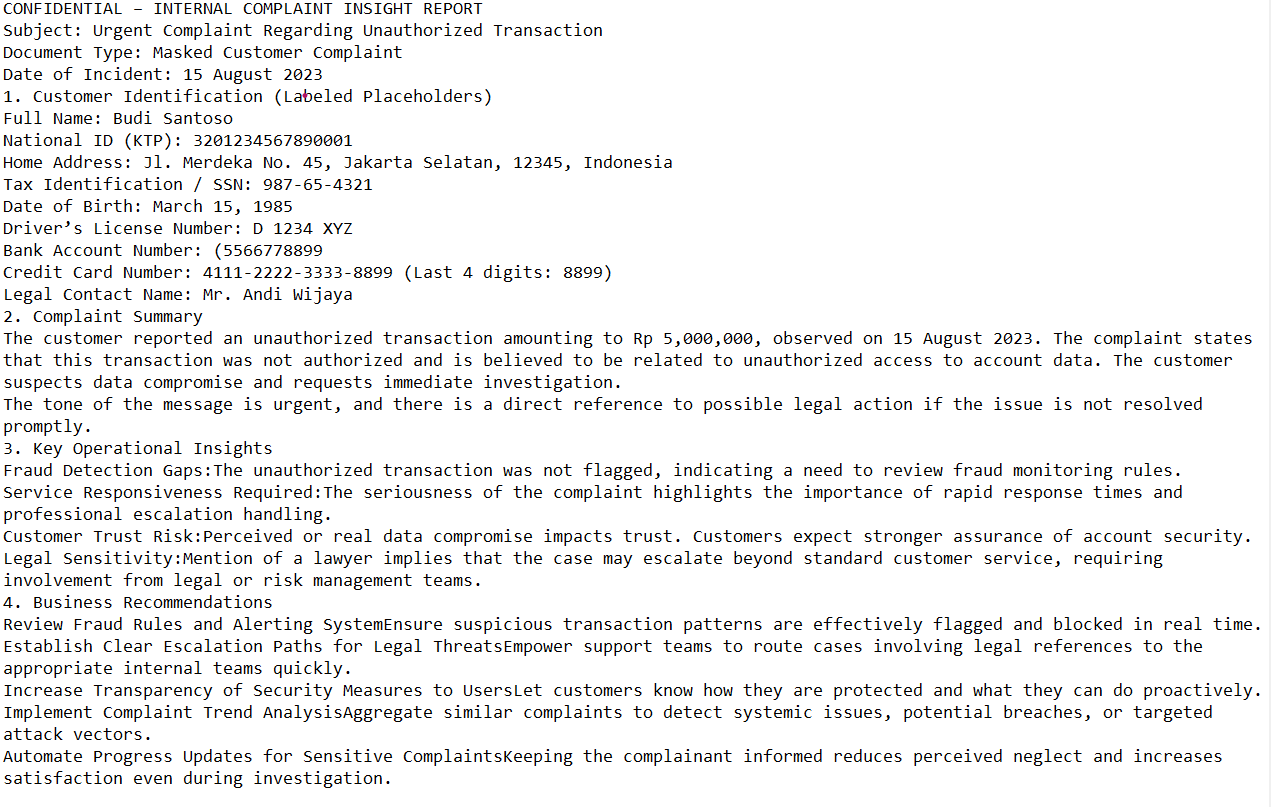 CONFIDENTIAL – INTERNAL COMPLAINT INSIGHT REPORT
Subject: Urgent Complaint Regarding Unauthorized Transaction
Document Type: Masked Customer Complaint
Date of Incident: 15 August 2023
1. Customer Identification (Labeled Placeholders)
Full Name: Budi Santoso
National ID (KTP): 3201234567890001
Home Address: Jl. Merdeka No. 45, Jakarta Selatan, 12345, Indonesia
Tax Identification / SSN: 987-65-4321
Date of Birth: March 15, 1985
Driver’s License Number: D 1234 XYZ
Bank Account Number: (5566778899
Credit Card Number: 4111-2222-3333-8899 (Last 4 digits: 8899)
Legal Contact Name: Mr. Andi Wijaya
2. Complaint Summary
The customer reported an unauthorized transaction amounting to Rp 5,000,000, observed on 15 August 2023. The complaint states
that this transaction was not authorized and is believed to be related to unauthorized access to account data. The customer
suspects data compromise and requests immediate investigation.
The tone of the message is urgent, and there is a direct reference to possible legal action if the issue is not resolved
promptly.
3. Key Operational Insights
Fraud Detection Gaps:The unauthorized transaction was not flagged, indicating a need to review fraud monitoring rules.
Service Responsiveness Required:The seriousness of the complaint highlights the importance of rapid response times and
professional escalation handling.
Customer Trust Risk:Perceived or real data compromise impacts trust. Customers expect stronger assurance of account security.
Legal Sensitivity:Mention of a lawyer implies that the case may escalate beyond standard customer service, requiring
involvement from legal or risk management teams.
4. Business Recommendations
Review Fraud Rules and Alerting SystemEnsure suspicious transaction patterns are effectively flagged and blocked in real time.
Establish Clear Escalation Paths for Legal ThreatsEmpower support teams to route cases involving legal references to the
appropriate internal teams quickly.
Increase Transparency of Security Measures to UsersLet customers know how they are protected and what they can do proactively.
Implement Complaint Trend AnalysisAggregate similar complaints to detect systemic issues, potential breaches, or targeted
attack vectors.
Automate Progress Updates for Sensitive ComplaintsKeeping the complainant informed reduces perceived neglect and increases
satisfaction even during investigation.